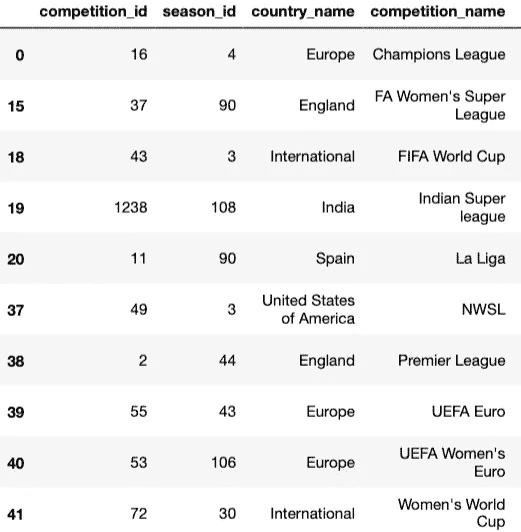 competition_id season_id country_name competition_name
0 16 4 Europe Champions League
15 37 90 England FA Women's Super
League
18 43 3 International FIFA World Cup
19 1238 108 India Indian Super
league
20 11 90 Spain La Liga
37 49 3 United States
of America NWSL
38 2 44 England Premier League
39 55 43 Europe UEFA Euro
40 53 106 Europe UEFA Women's
Euro
41 72 30 International Women's World
Cup